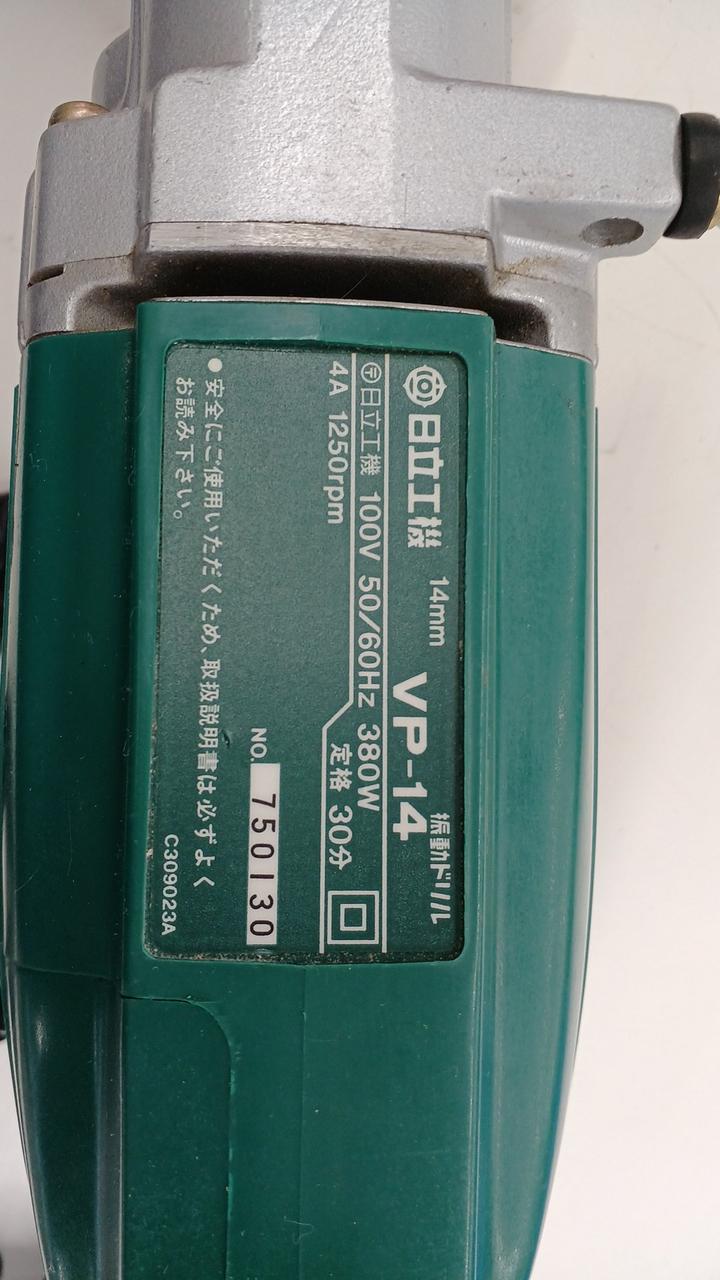 日立工機 14mm VP-14 振動ドリル
〒日立工機 100V 50/60Hz 380W
4A 1250rpm 定格 30分
NO. 750130
●安全にご使用いただくため、取扱説明書は必ずよく
お読み下さい。
C309023A